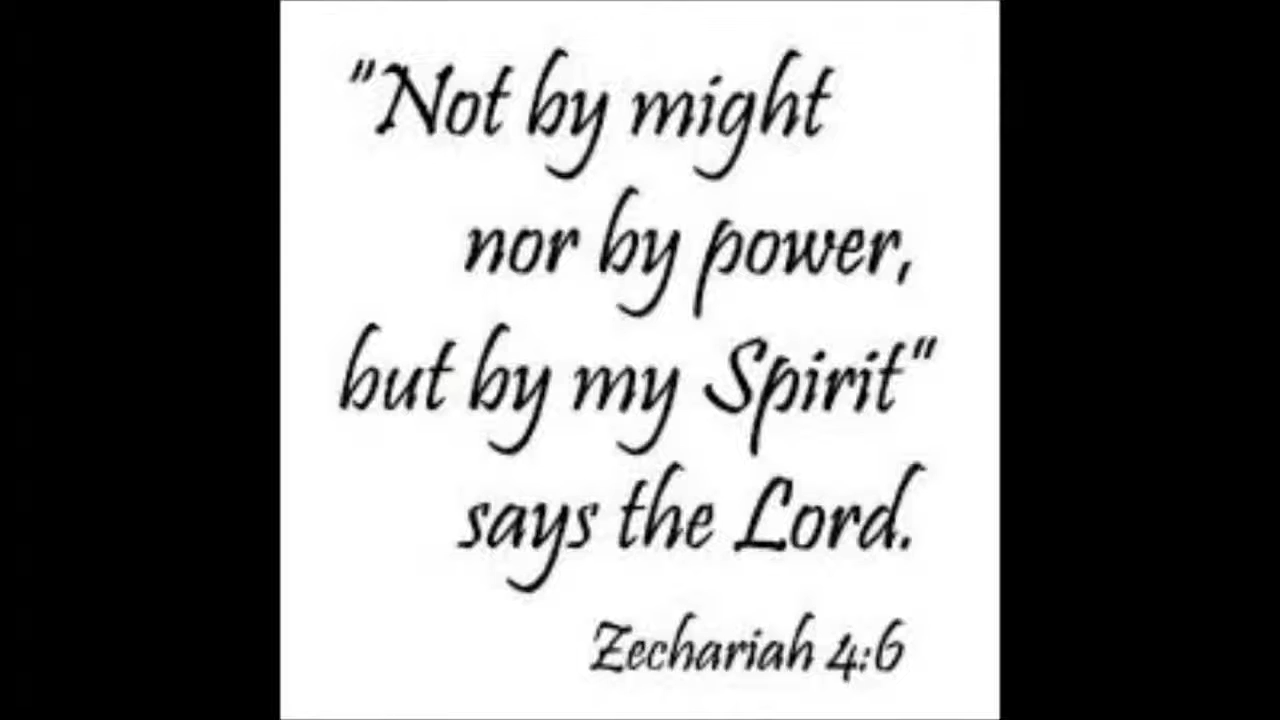 "Not by might
nor by power,
but by my Spirit"
says the Lord.
Zechariah 4:6